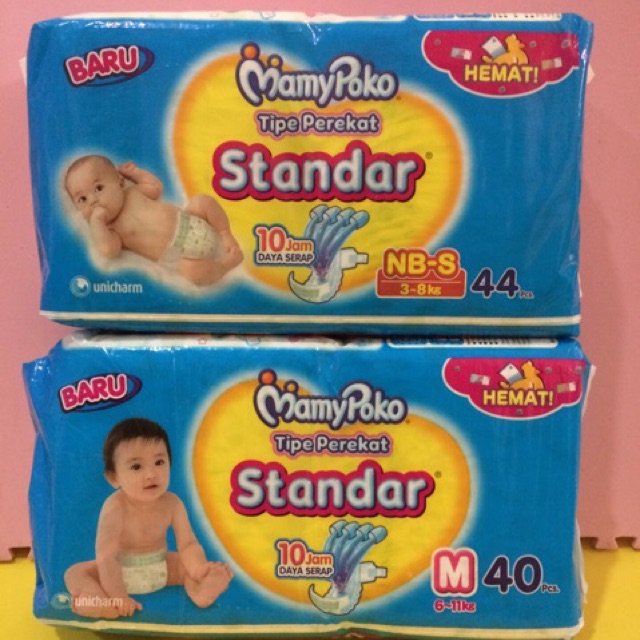 BARU
MamyPoko
HEMAT!
Tipe Perekat
Standar
10 Jam
DAYA SERAP
NB-S
3~8 kg
44 Pcs.
unicharm
BARU
MamyPoko
HEMAT!
Tipe Perekat
Standar
10 Jam
DAYA SERAP
M
6~11 kg
40 Pcs.
unicharm